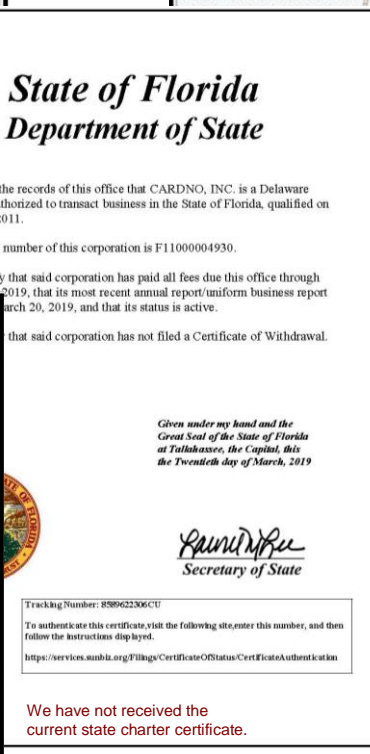 State of Florida
Department of State
the records of this office that CARDNO, INC. is a Delaware
thorized to transact business in the State of Florida, qualified on
2011.
number of this corporation is F11000004930.
y that said corporation has paid all fees due this office through
2019, that its most recent annual report/uniform business report
arch 20, 2019, and that its status is active.
that said corporation has not filed a Certificate of Withdrawal.
Given under my hand and the
Great Seal of the State of Florida
at Tallahassee, the Capital, this
the Twentieth day of March, 2019
Secretary of State
Tracking Number: 8589622306CU
To authenticate this certificate,visit the following site,enter this number, and then
follow the instructions displayed.
https://services.sunbiz.org/Filings/CertificateOfStatus/CertificateAuthentication
We have not received the
current state charter certificate.